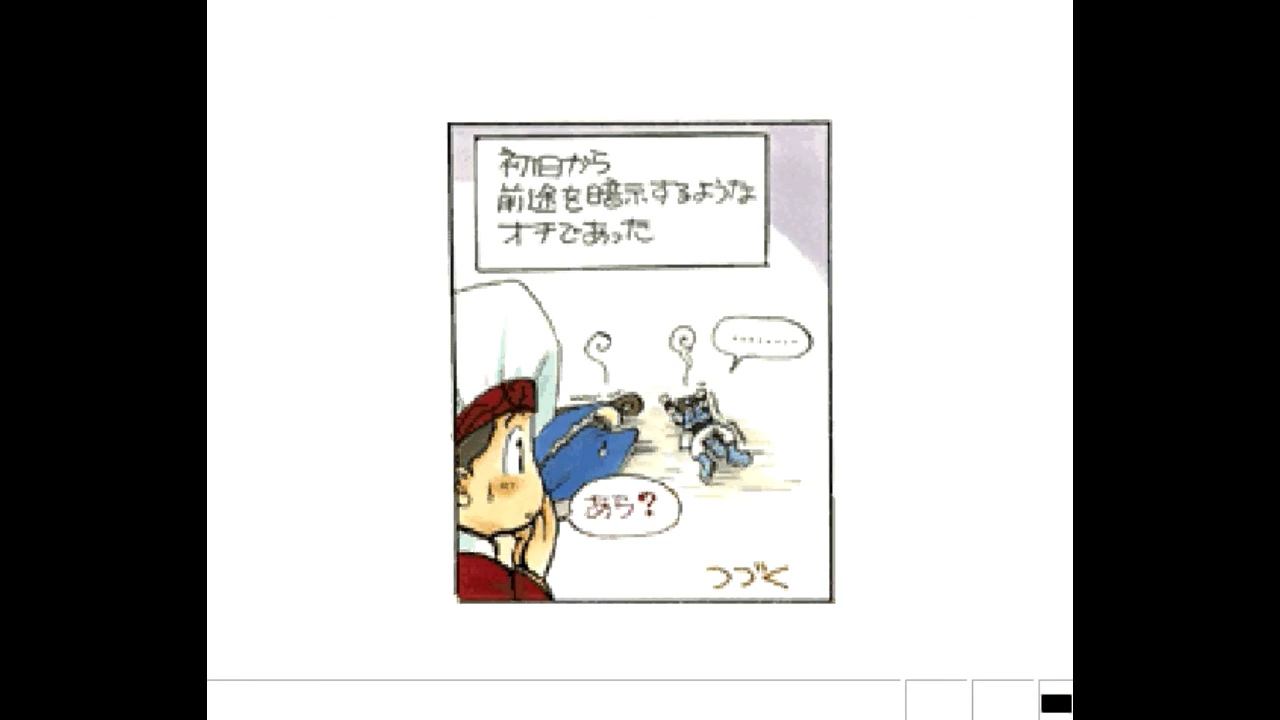 初日から
前途を暗示するような
オチであった
………
あら?
つづく